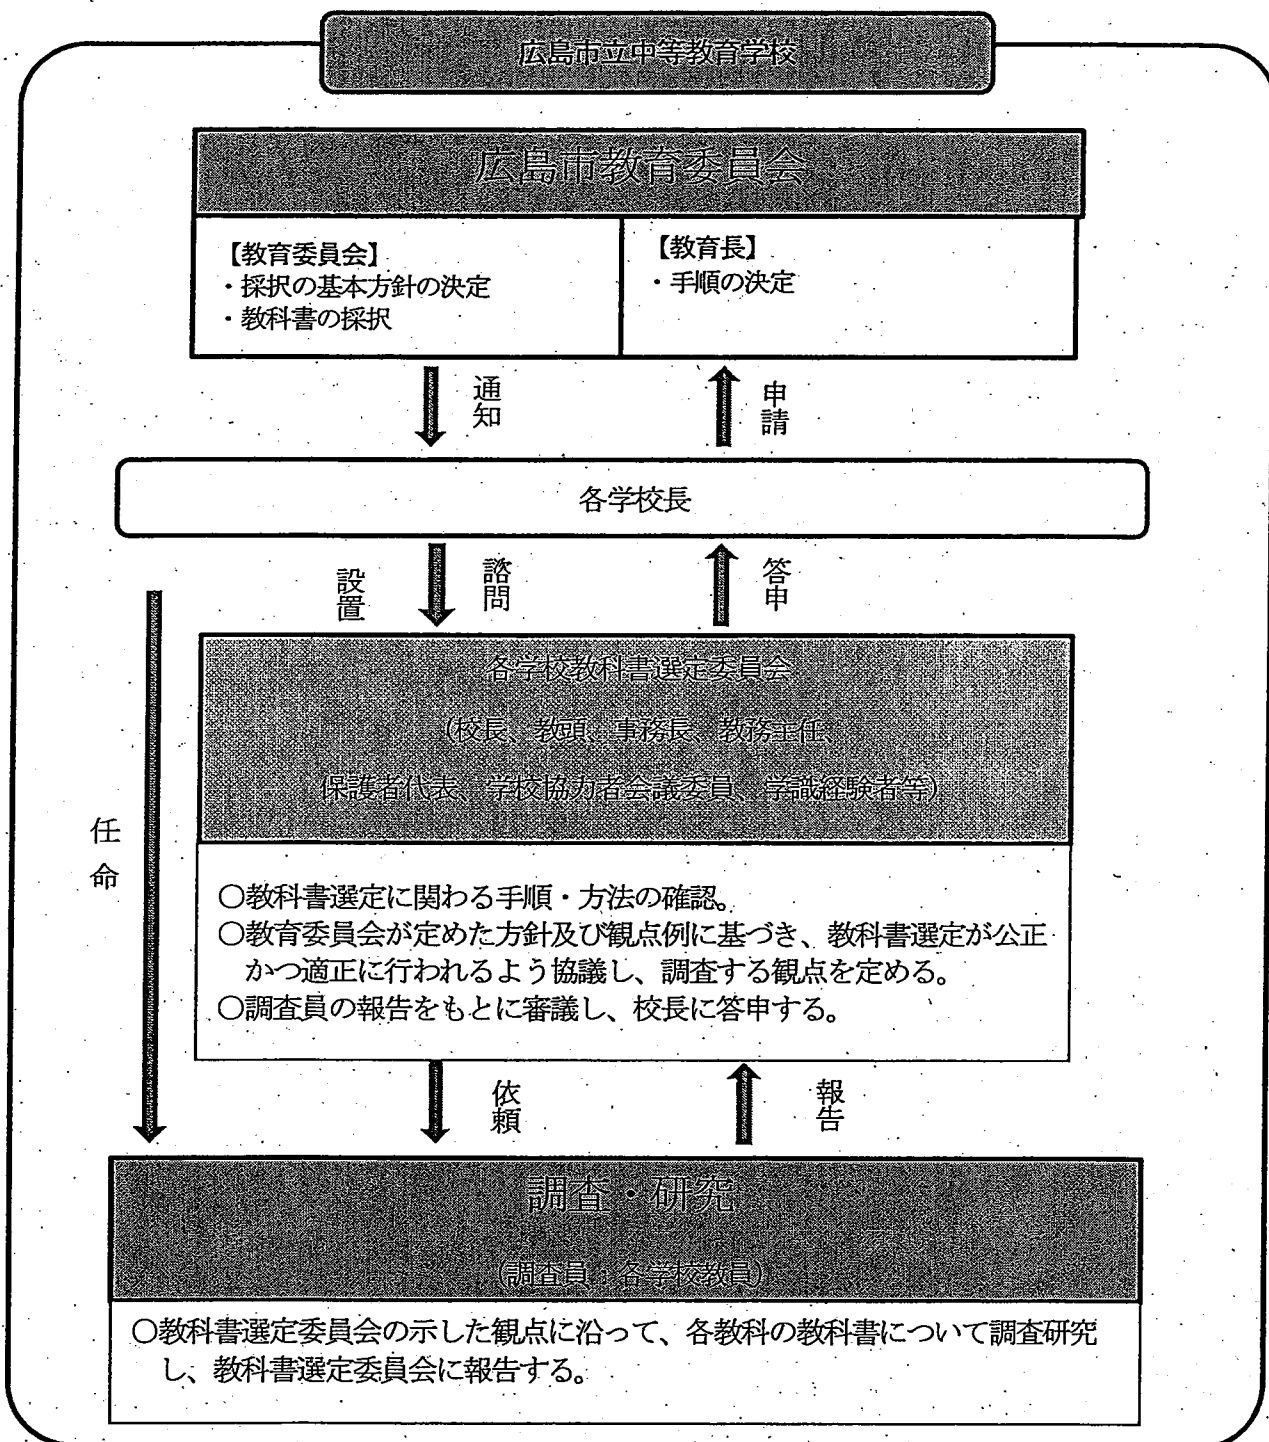 広島市立中等教育学校
広島市教育委員会
【教育委員会】
・採択の基本方針の決定
・教科書の採択
【教育長】
・手順の決定
通知
申請
各学校長
設置
諮問
答申
任命
各学校教科書選定委員会
(校長、教頭、事務長、教務主任、
保護者代表、学校協力者会議委員、学識経験者等)
○教科書選定に関わる手順・方法の確認。
○教育委員会が定めた方針及び観点例に基づき、教科書選定が公正
かつ適正に行われるよう協議し、調査する観点を定める。
○調査員の報告をもとに審議し、校長に答申する。
依頼
報告
調査・研究
(調査員：各学校教員)
○教科書選定委員会の示した観点に沿って、各教科の教科書について調査研究
し、教科書選定委員会に報告する。